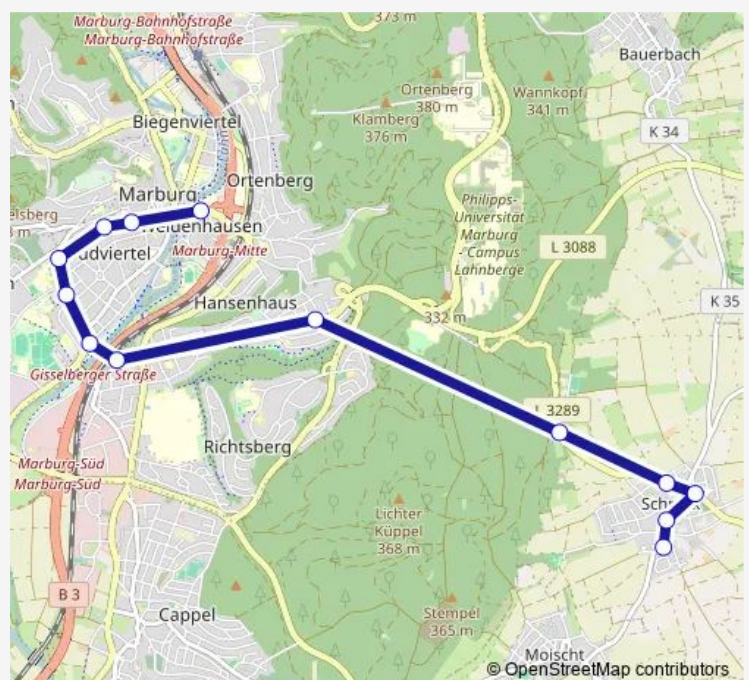 373 m
Marburg-Bahnhofstraße
Marburg-Bahnhofstraße
Bauerbach
Ortenberg
380 m
Wannkopf
341 m
Klamberg
376 m
Biegenviertel
K 34
Marburg
Ortenberg
elsberg
Weidenhausen
Philipps-
Universität
Marburg
- Campus
Lahnberge
L 3088
Marburg-Mitte
K 35
Hansenhaus
332 m
Gisselberger Straße
L 3289
Richtsberg
Marburg-Süd
Marburg-Süd
Lichter
Küppel
368 m
B 3
Cappel
Stempel
365 m
Moischt
© OpenStreetMap contributors